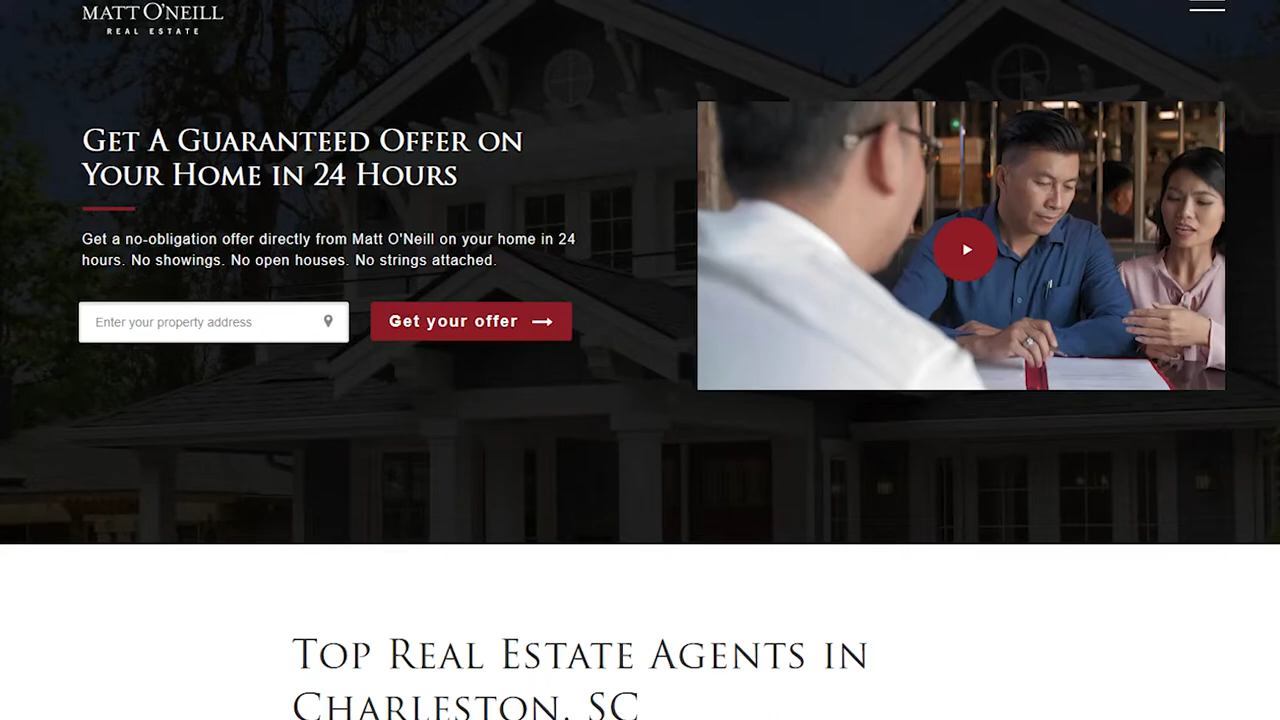 MATT O'NEILL
REAL ESTATE
GET A GUARANTEED OFFER ON
YOUR HOME IN 24 HOURS
Get a no-obligation offer directly from Matt O'Neill on your home in 24
hours. No showings. No open houses. No strings attached.
Enter your property address
Get your offer
TOP REAL ESTATE AGENTS IN
CHARLESTON, SC